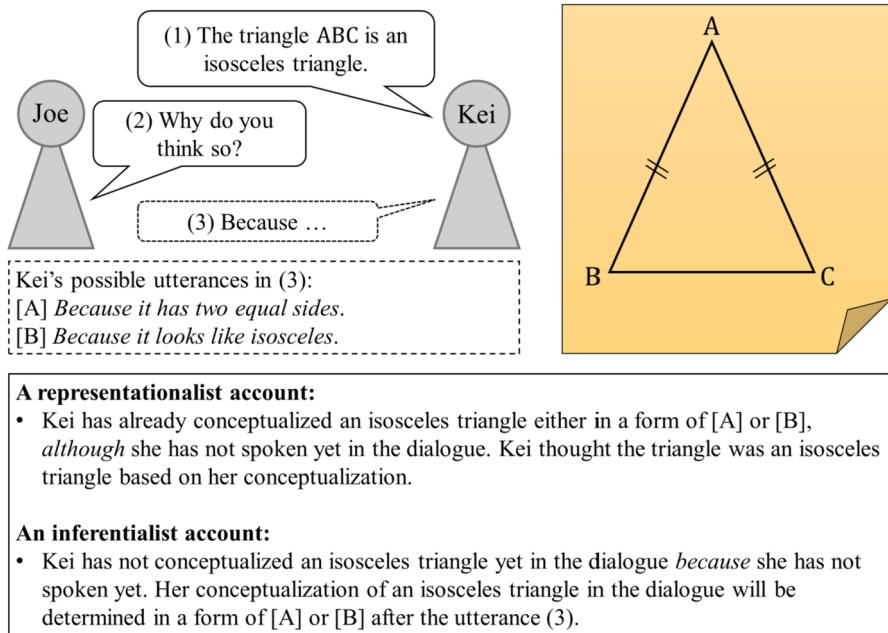 (1) The triangle ABC is an
isosceles triangle.
Joe
Kei
(2) Why do you
think so?
(3) Because …
Kei's possible utterances in (3):
[A] Because it has two equal sides.
[B] Because it looks like isosceles.
A
B
C
A representationalist account:
• Kei has already conceptualized an isosceles triangle either in a form of [A] or [B],
although she has not spoken yet in the dialogue. Kei thought the triangle was an isosceles
triangle based on her conceptualization.
An inferentialist account:
• Kei has not conceptualized an isosceles triangle yet in the dialogue because she has not
spoken yet. Her conceptualization of an isosceles triangle in the dialogue will be
determined in a form of [A] or [B] after the utterance (3).